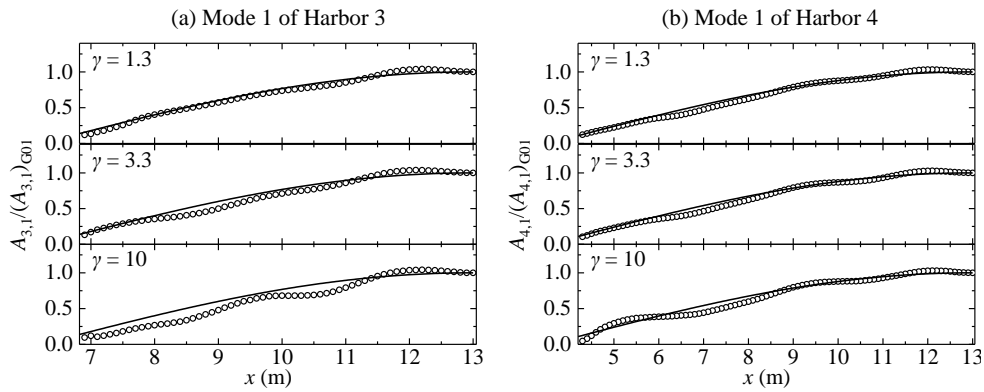 (a) Mode 1 of Harbor 3
(b) Mode 1 of Harbor 4
γ = 1.3
1.0
0.5
0.0
γ = 3.3
1.0
0.5
0.0
γ = 10
1.0
0.5
0.0
A3,1/(A3,1)G01
7 8 9 10 11 12 13
x (m)
γ = 1.3
1.0
0.5
0.0
γ = 3.3
1.0
0.5
0.0
γ = 10
1.0
0.5
0.0
A4,1/(A4,1)G01
5 6 7 8 9 10 11 12 13
x (m)